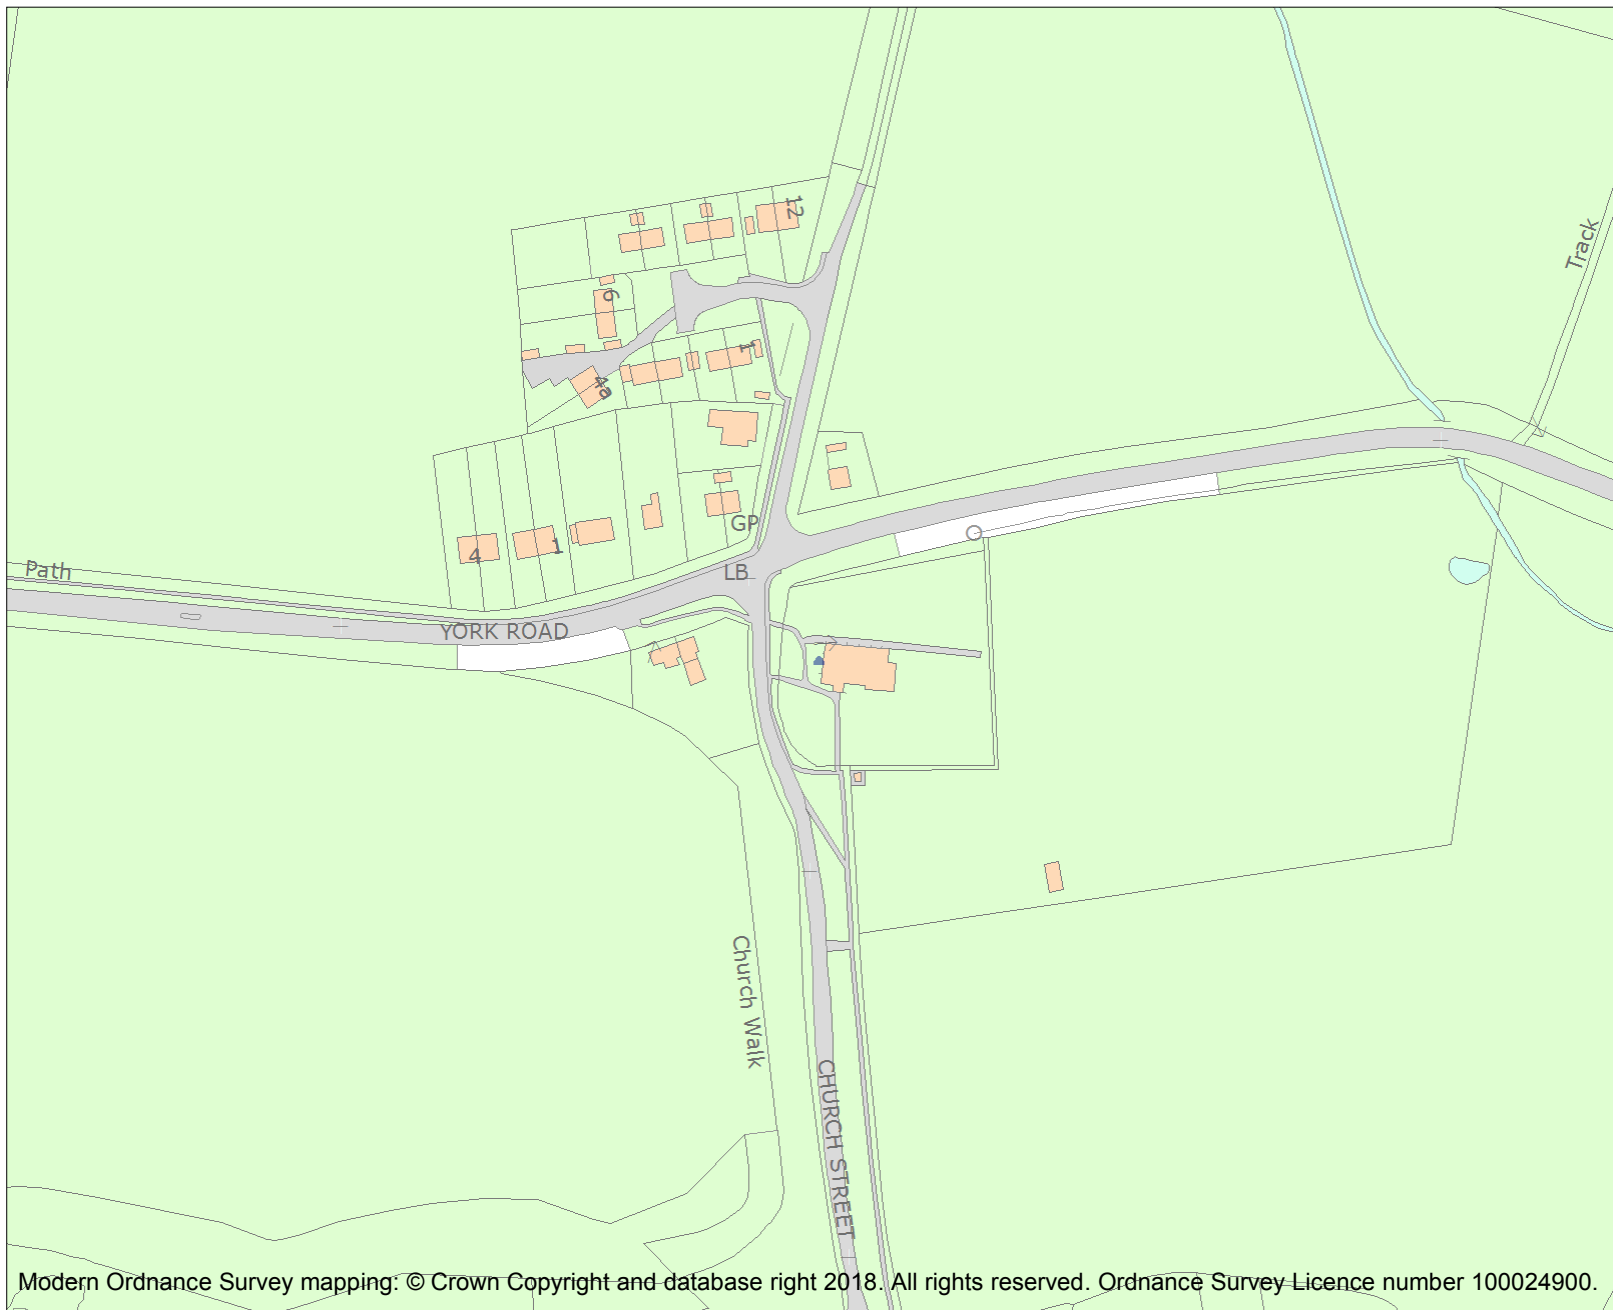 12
Track
6
1
4a
GP
4
1
Path
LB
YORK ROAD
Church Walk
CHURCH STREET
Modern Ordnance Survey mapping: © Crown Copyright and database right 2018. All rights reserved. Ordnance Survey Licence number 100024900.